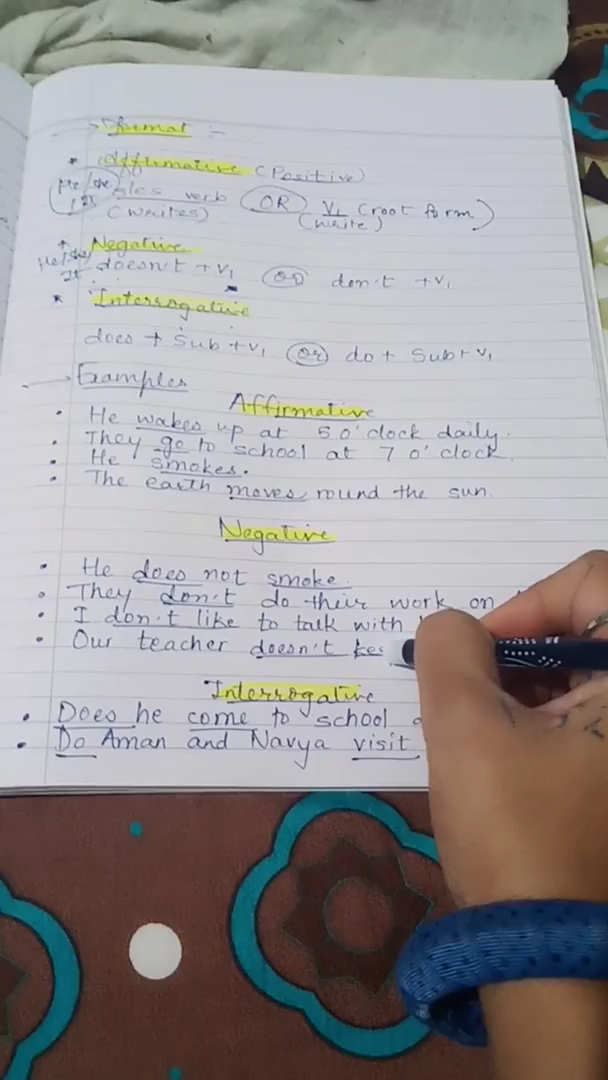 Format :-
* Affirmative (Positive)
He/she
It
s/es verb OR V1 (root form)
(writes) (write)
Negative
He/she
It
doesn't + V1 or don't + V1
* Interrogative
does + Sub + V1 or do + Sub + V1
→ Examples
Affirmative
• He wakes up at 5 o'clock daily.
• They go to school at 7 o'clock.
• He smokes.
• The earth moves round the sun.
Negative
• He does not smoke.
• They don't do their work on
• I don't like to talk with
• Our teacher doesn't
Interrogative
• Does he come to school
• Do Aman and Navya visit